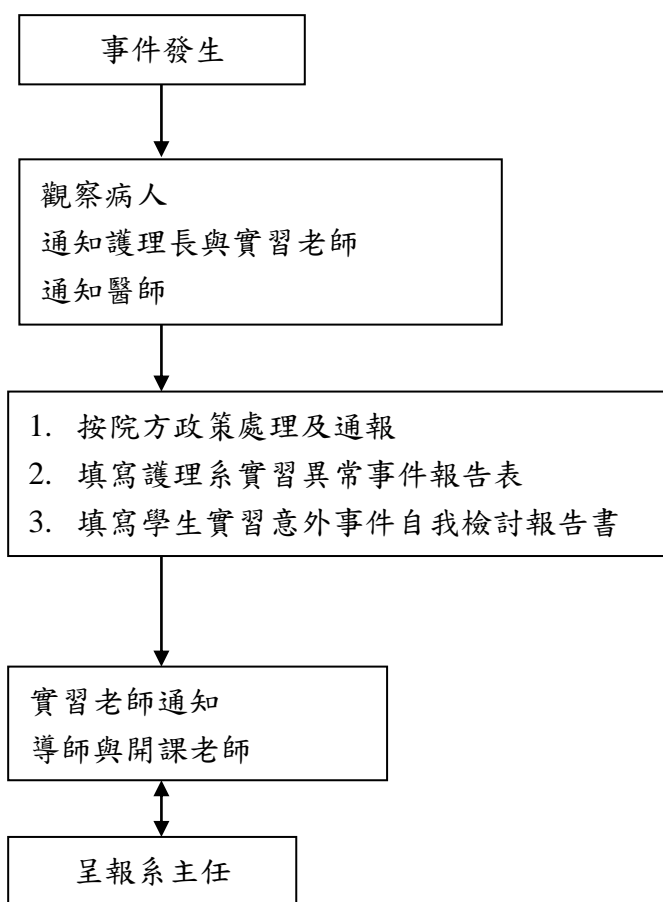 事件發生
觀察病人
通知護理長與實習老師
通知醫師
1. 按院方政策處理及通報
2. 填寫護理系實習異常事件報告表
3. 填寫學生實習意外事件自我檢討報告書
實習老師通知
導師與開課老師
呈報系主任